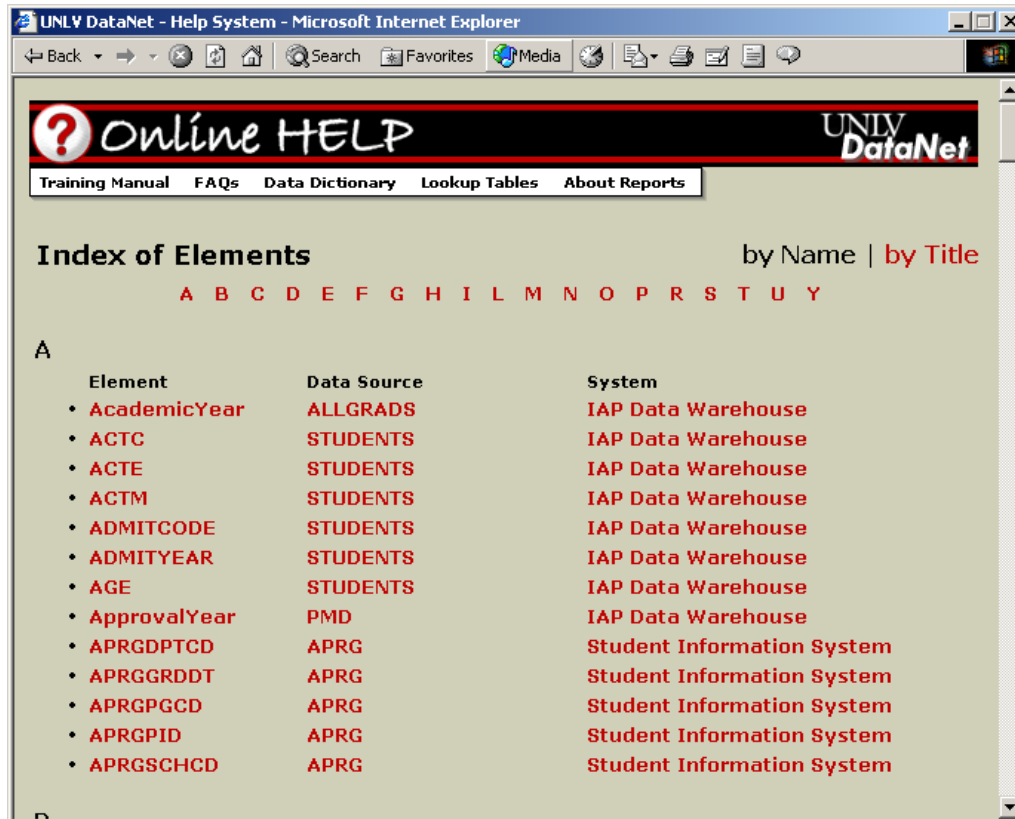 UNLV DataNet - Help System - Microsoft Internet Explorer
Back Search Favorites Media
? Online HELP UNLV DataNet
Training Manual FAQs Data Dictionary Lookup Tables About Reports
Index of Elements by Name | by Title
A B C D E F G H I L M N O P R S T U Y
A
Element Data Source System
• AcademicYear ALLGRADS IAP Data Warehouse
• ACTC STUDENTS IAP Data Warehouse
• ACTE STUDENTS IAP Data Warehouse
• ACTM STUDENTS IAP Data Warehouse
• ADMITCODE STUDENTS IAP Data Warehouse
• ADMITYEAR STUDENTS IAP Data Warehouse
• AGE STUDENTS IAP Data Warehouse
• ApprovalYear PMD IAP Data Warehouse
• APRGDPTCD APRG Student Information System
• APRGGRDDT APRG Student Information System
• APRGPGCD APRG Student Information System
• APRGPID APRG Student Information System
• APRGSCHCD APRG Student Information System